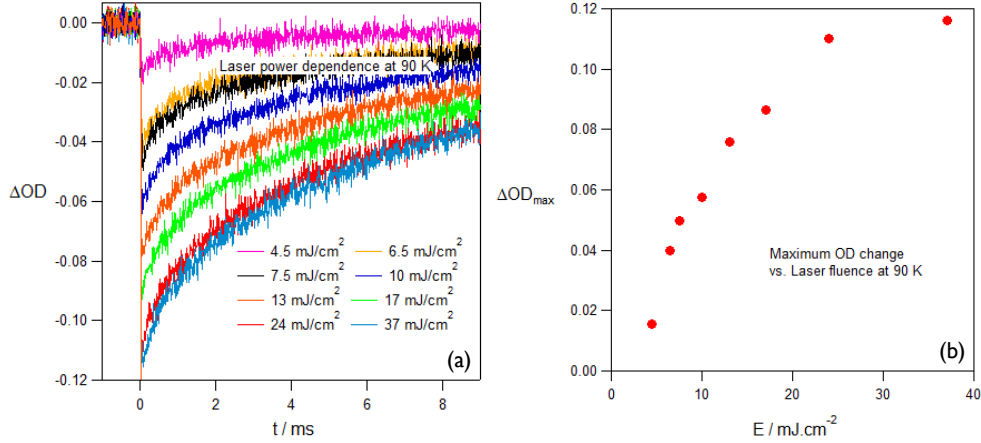 0.00
-0.02
-0.04
-0.06
-0.08
-0.10
-0.12
ΔOD
Laser power dependence at 90 K
4.5 mJ/cm²
6.5 mJ/cm²
7.5 mJ/cm²
10 mJ/cm²
13 mJ/cm²
17 mJ/cm²
24 mJ/cm²
37 mJ/cm²
(a)
0
2
4
6
8
t / ms
0.12
0.10
0.08
0.06
0.04
0.02
0.00
ΔODmax
Maximum OD change
vs. Laser fluence at 90 K
(b)
0
10
20
30
40
E / mJ.cm⁻²